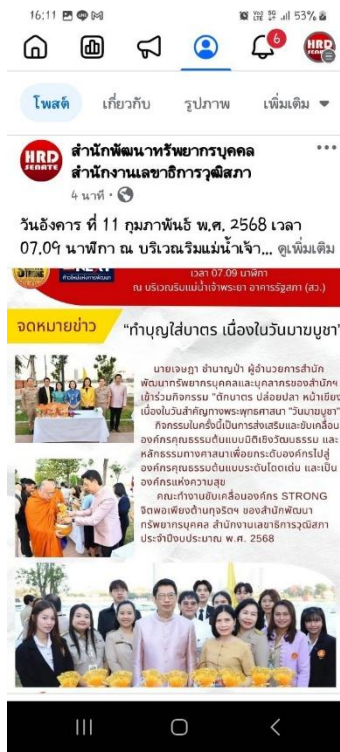 16:11
53%
6
HRD
โพสต์
เกี่ยวกับ
รูปภาพ
เพิ่มเติม
HRD
SENATE
สำนักพัฒนาทรัพยากรบุคคล
สำนักงานเลขาธิการวุฒิสภา
4 นาที
วันอังคาร ที่ 11 กุมภาพันธ์ พ.ศ. 2568 เวลา
07.09 นาฬิกา ณ บริเวณริมแม่น้ำเจ้า... ดูเพิ่มเติม
เวลา 07.09 นาฬิกา
ณ บริเวณริมแม่น้ำเจ้าพระยา อาคารรัฐสภา (สว.)
จดหมายข่าว
"ทำบุญใส่บาตร เนื่องในวันมาฆบูชา"
นายเจษฎา ชำนาญป่า ผู้อำนวยการสำนัก
พัฒนาทรัพยากรบุคคลและบุคลากรของสำนักฯ
เข้าร่วมกิจกรรม "ตักบาตร ปล่อยปลา หน้าเขียง
เนื่องในวันสำคัญทางพระพุทธศาสนา "วันมาฆบูชา"
กิจกรรมในครั้งนี้เป็นการส่งเสริมและขับเคลื่อน
องค์กรคุณธรรมต้นแบบมิติเชิงวัฒนธรรม และ
หลักธรรมทางศาสนาเพื่อยกระดับองค์กรไปสู่
องค์กรคุณธรรมต้นแบบระดับโดดเด่น และเป็น
องค์กรแห่งความสุข
คณะทำงานขับเคลื่อนองค์กร STRONG
จิตพอเพียงต้านทุจริตฯ ของสำนักพัฒนา
ทรัพยากรบุคคล สำนักงานเลขาธิการวุฒิสภา
ประจำปีงบประมาณ พ.ศ. 2568